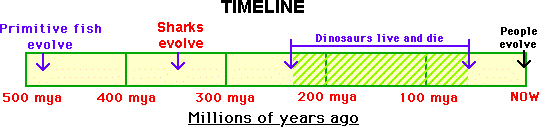 TIMELINE
Primitive fish
evolve
Sharks
evolve
Dinosaurs live and die
People
evolve
500 mya
400 mya
300 mya
200 mya
100 mya
NOW
Millions of years ago